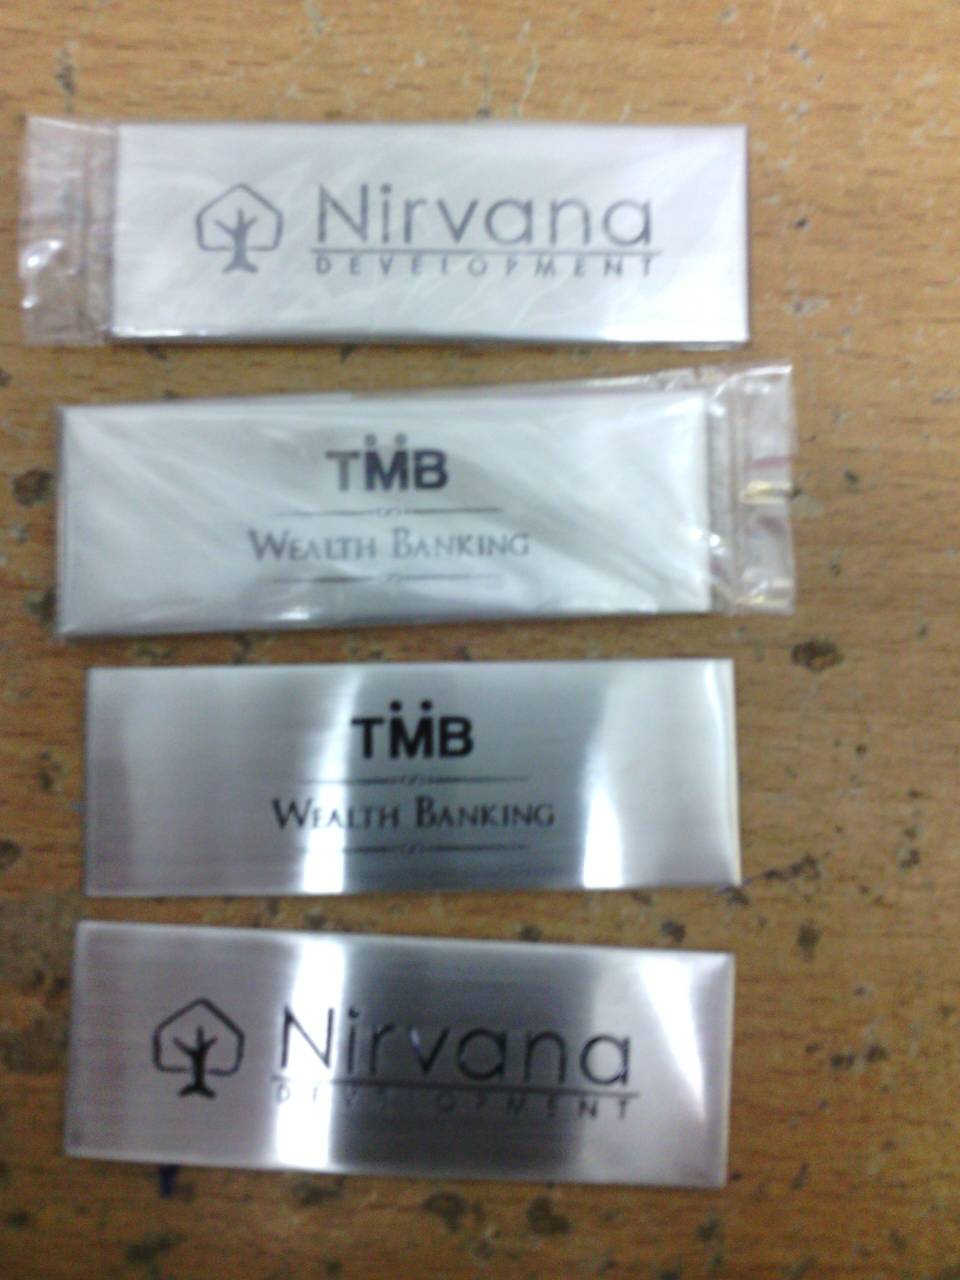 Nirvana
DEVELOPMENT
TMB
WEALTH BANKING
TMB
WEALTH BANKING
Nirvana
DEVELOPMENT